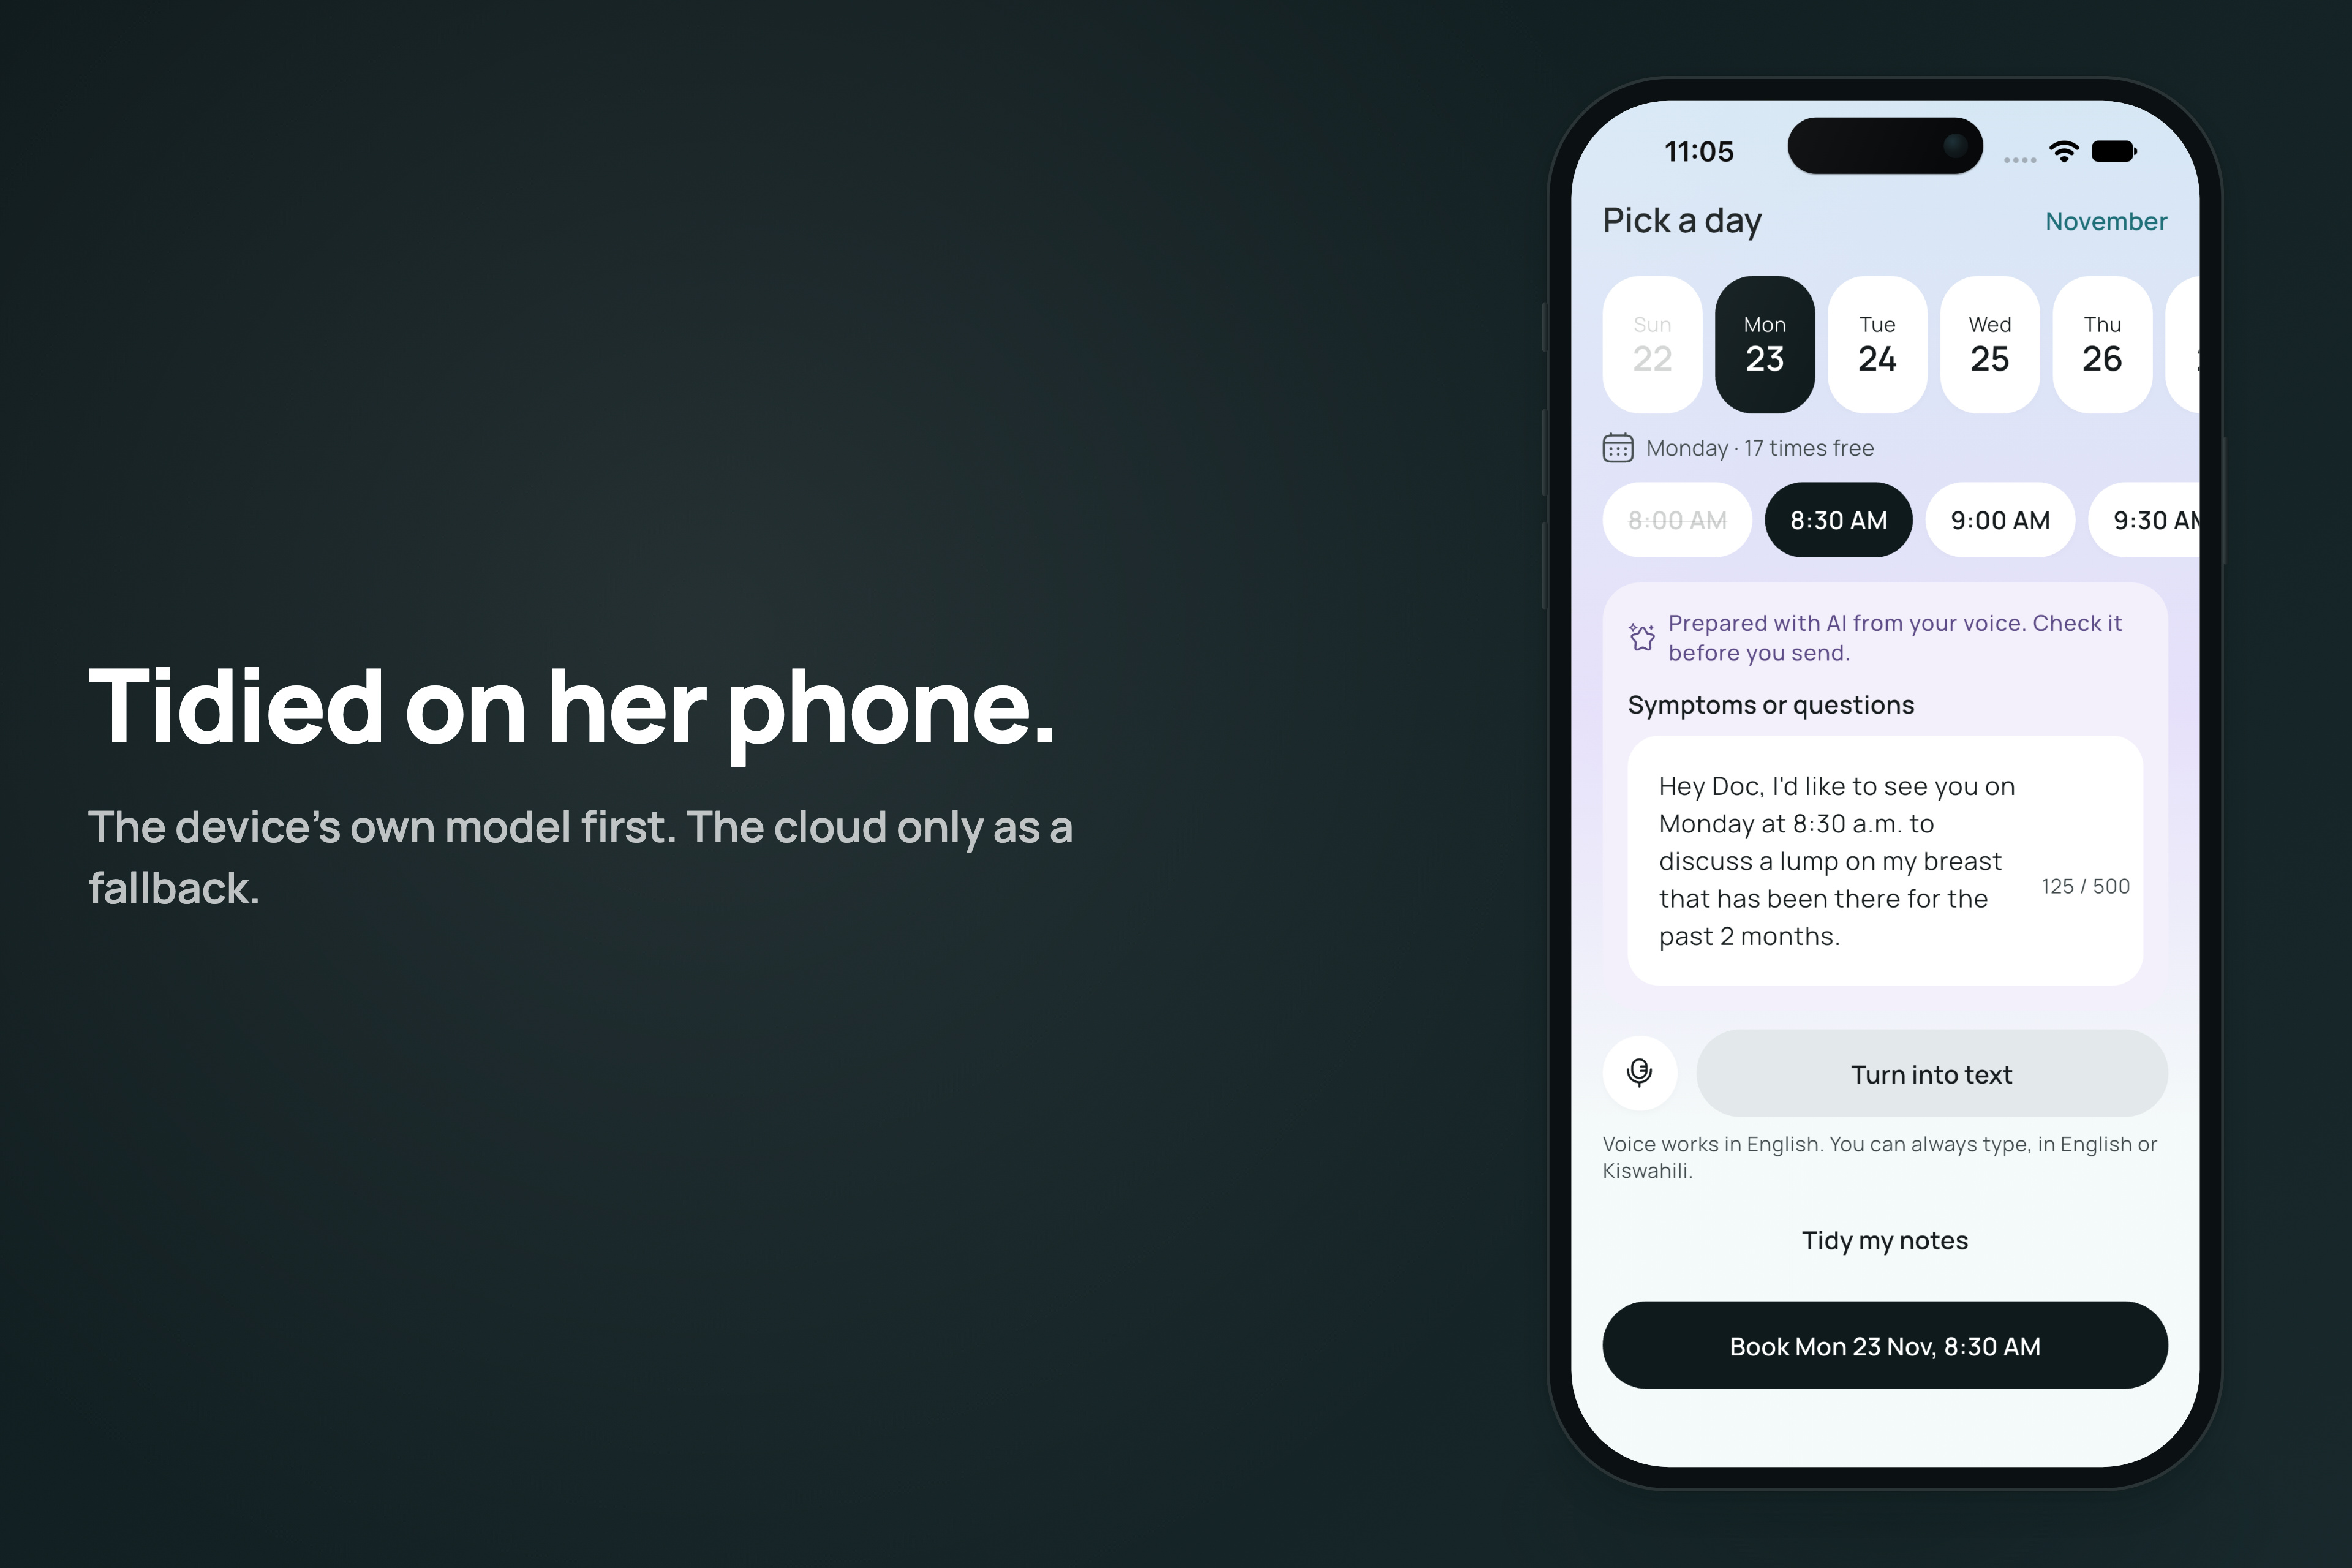 Tidied on her phone.
The device's own model first. The cloud only as a
fallback.
11:05
Pick a day
November
Sun
22
Mon
23
Tue
24
Wed
25
Thu
26
Monday · 17 times free
8:00 AM
8:30 AM
9:00 AM
9:30 AM
Prepared with AI from your voice. Check it
before you send.
Symptoms or questions
Hey Doc, I'd like to see you on
Monday at 8:30 a.m. to
discuss a lump on my breast
that has been there for the
past 2 months.
125 / 500
Turn into text
Voice works in English. You can always type, in English or
Kiswahili.
Tidy my notes
Book Mon 23 Nov, 8:30 AM